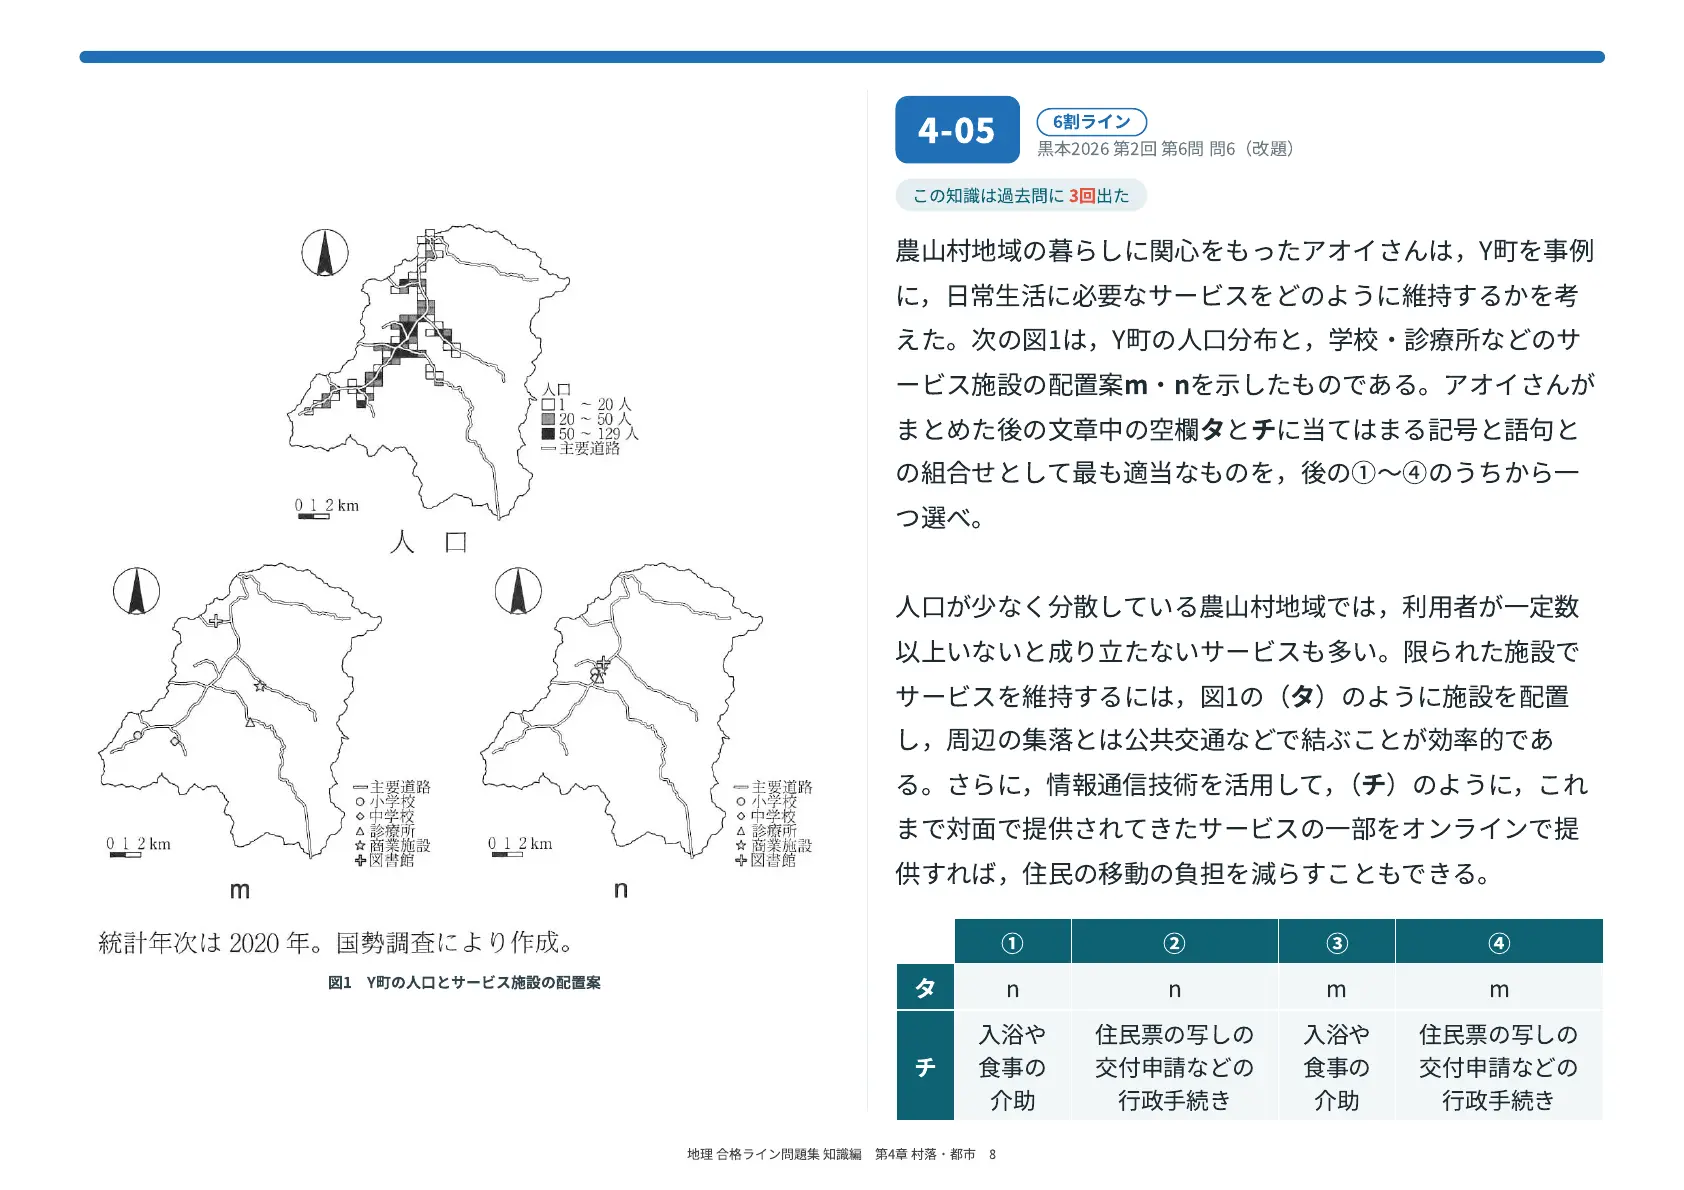 4-05
6割ライン
黒本2026 第2回 第6問 問6（改題）
この知識は過去問に 3回出た
農山村地域の暮らしに関心をもったアオイさんは，Y町を事例
に，日常生活に必要なサービスをどのように維持するかを考
えた。次の図1は，Y町の人口分布と，学校・診療所などのサ
ービス施設の配置案m・nを示したものである。アオイさんが
まとめた後の文章中の空欄タとチに当てはまる記号と語句と
の組合せとして最も適当なものを，後の①～④のうちから一
つ選べ。
人口が少なく分散している農山村地域では，利用者が一定数
以上いないと成り立たないサービスも多い。限られた施設で
サービスを維持するには，図1の（タ）のように施設を配置
し，周辺の集落とは公共交通などで結ぶことが効率的であ
る。さらに，情報通信技術を活用して，（チ）のように，これ
まで対面で提供されてきたサービスの一部をオンラインで提
供すれば，住民の移動の負担を減らすこともできる。
① ② ③ ④
タ n n m m
チ
入浴や 住民票の写しの 入浴や 住民票の写しの
食事の 交付申請などの 食事の 交付申請などの
介助 行政手続き 介助 行政手続き
人口
1 ～ 20 人
20 ～ 50 人
50 ～ 129 人
主要道路
0 1 2 km
人 口
主要道路
小学校
中学校
診療所
商業施設
図書館
0 1 2 km
m
主要道路
小学校
中学校
診療所
商業施設
図書館
0 1 2 km
n
統計年次は 2020 年。国勢調査により作成。
図1 Y町の人口とサービス施設の配置案
地理 合格ライン問題集 知識編 第4章 村落・都市 8